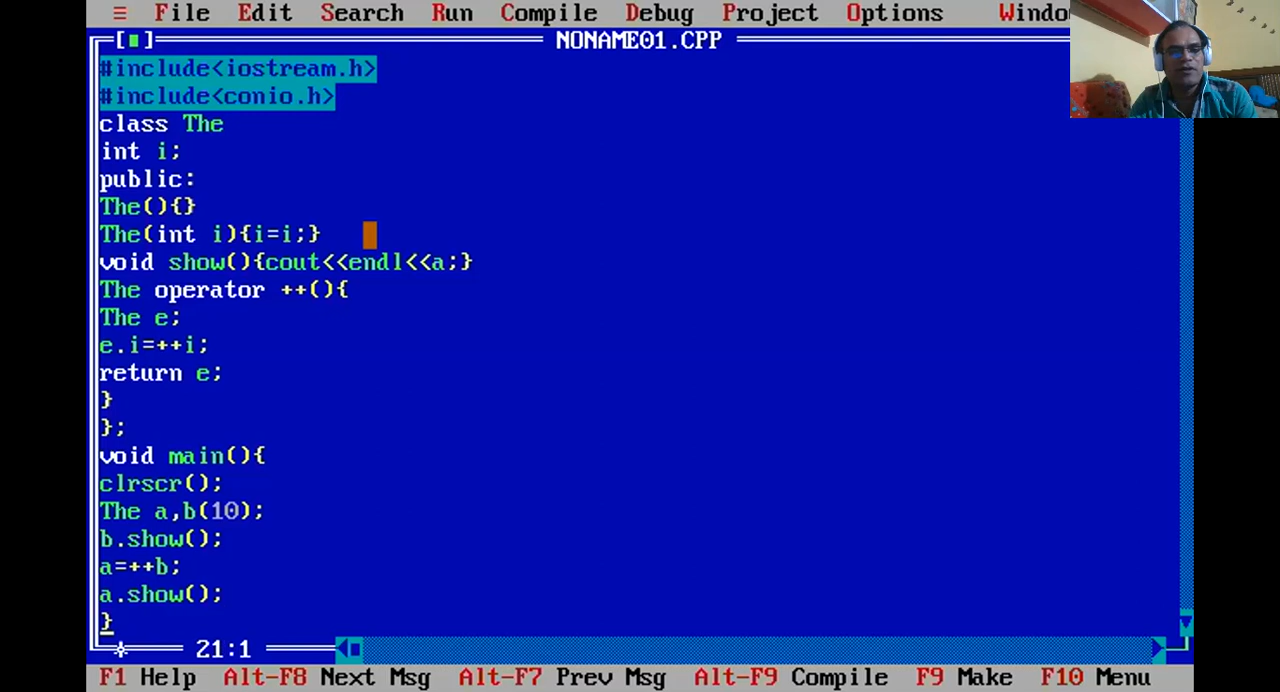 ≡ File Edit Search Run Compile Debug Project Options Windo
[■] NONAME01.CPP
#include<iostream.h>
#include<conio.h>
class The
int i;
public:
The(){}
The(int i){i=i;}
void show(){cout<<endl<<a;}
The operator ++(){
The e;
e.i=++i;
return e;
}
};
void main(){
clrscr();
The a,b(10);
b.show();
a=++b;
a.show();
}
21:1
F1 Help Alt-F8 Next Msg Alt-F7 Prev Msg Alt-F9 Compile F9 Make F10 Menu